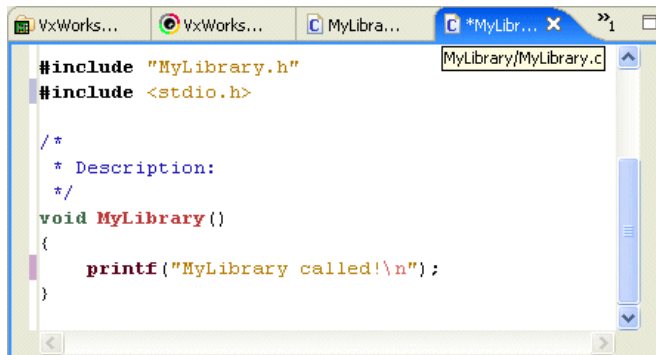 VxWorks...
VxWorks...
MyLibra...
*MyLibr...
»1
MyLibrary/MyLibrary.c
#include "MyLibrary.h"
#include <stdio.h>
/*
* Description:
*/
void MyLibrary()
{
printf("MyLibrary called!\n");
}